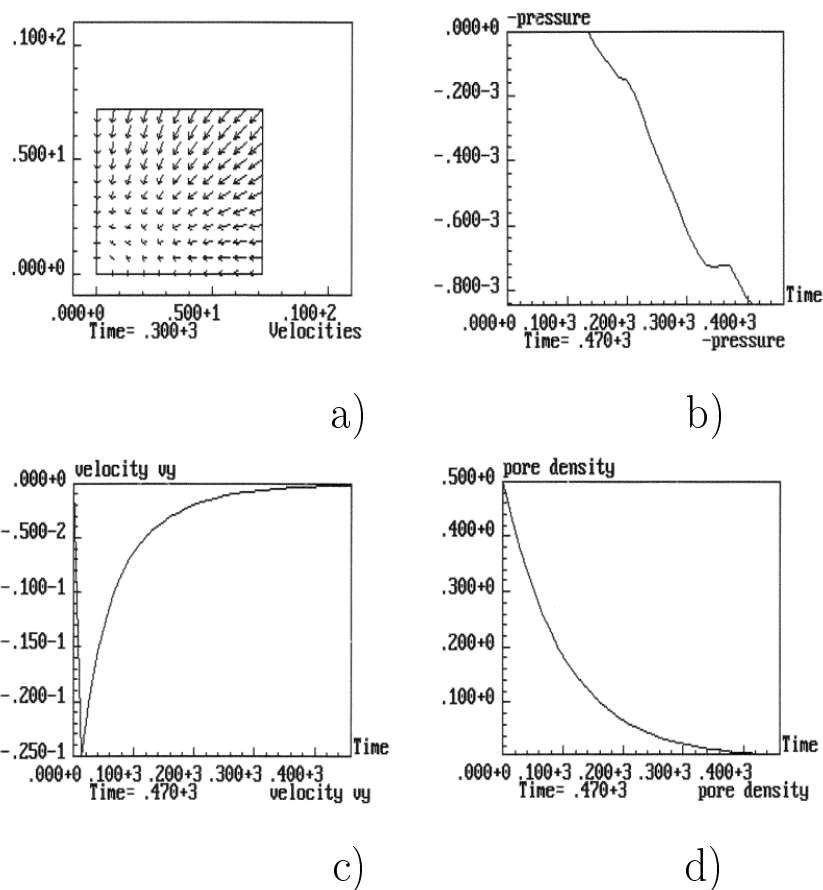 .100+2
.500+1
.000+0
.000+0 .500+1 .100+2
Time= .300+3 Velocities
a)
-pressure
.000+0
-.200-3
-.400-3
-.600-3
-.800-3
Time
.000+0 .100+3 .200+3 .300+3 .400+3
Time= .470+3 -pressure
b)
velocity vy
.000+0
-.500-2
-.100-1
-.150-1
-.200-1
-.250-1
Time
.000+0 .100+3 .200+3 .300+3 .400+3
Time= .470+3 velocity vy
c)
pore density
.500+0
.400+0
.300+0
.200+0
.100+0
Time
.000+0 .100+3 .200+3 .300+3 .400+3
Time= .470+3 pore density
d)